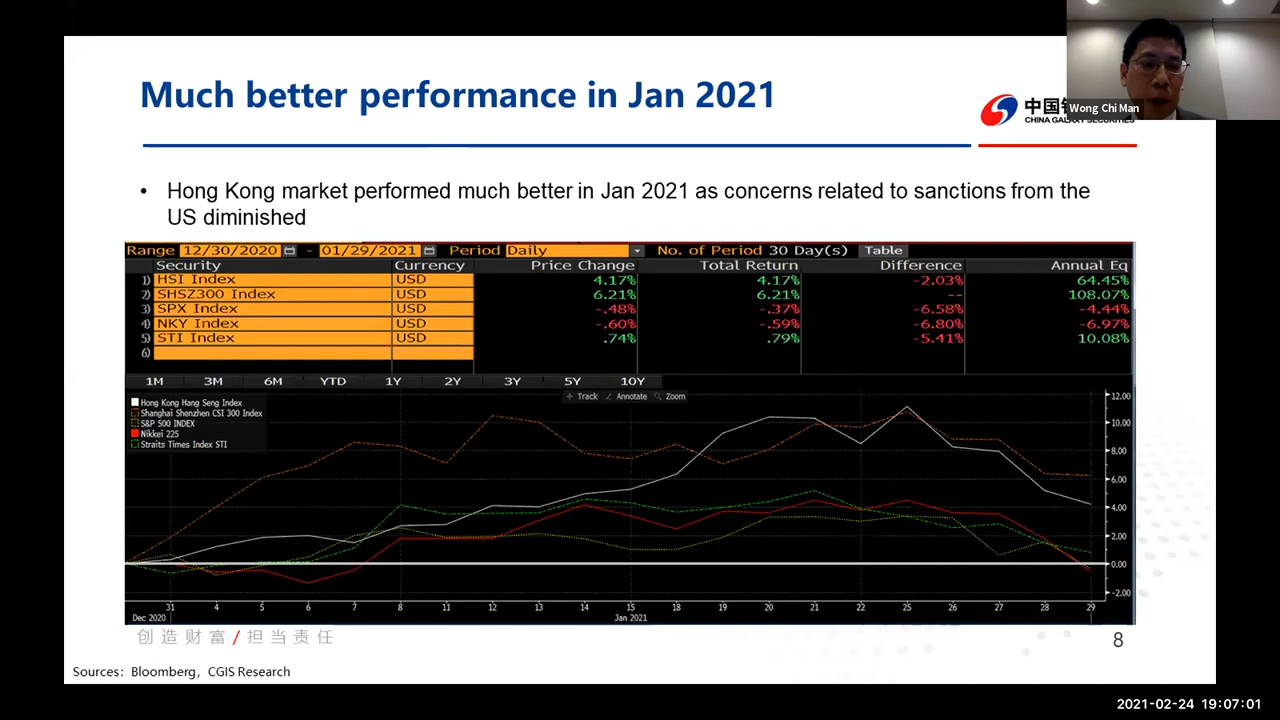 Much better performance in Jan 2021
中国
CHINA GALAXY SECURITIES
Wong Chi Man
• Hong Kong market performed much better in Jan 2021 as concerns related to sanctions from the
US diminished
Range 12/30/2020 - 01/29/2021 Period Daily No. of Period 30 Day(s) Table
Security Currency Price Change Total Return Difference Annual Eq
1) HSI Index USD 4.17% 4.17% -2.03% 64.45%
2) SHSZ300 Index USD 6.21% 6.21% -- 108.07%
3) SPX Index USD -.48% -.37% -6.58% -4.44%
4) NKY Index USD -.60% -.59% -6.80% -6.97%
5) STI Index USD .74% .79% -5.41% 10.08%
6)
1M 3M 6M YTD 1Y 2Y 3Y 5Y 10Y
Track Annotate Zoom
Hong Kong Hang Seng Index
Shanghai Shenzhen CSI 300 Index
S&P 500 INDEX
Nikkei 225
Straits Times Index STI
12.00
10.00
8.00
6.00
4.00
2.00
0.00
-2.00
31 4 5 6 7 8 11 12 13 14 15 18 19 20 21 22 25 26 27 28 29
Dec 2020 Jan 2021
创造财富/担当责任
8
Sources: Bloomberg, CGIS Research
2021-02-24 19:07:01